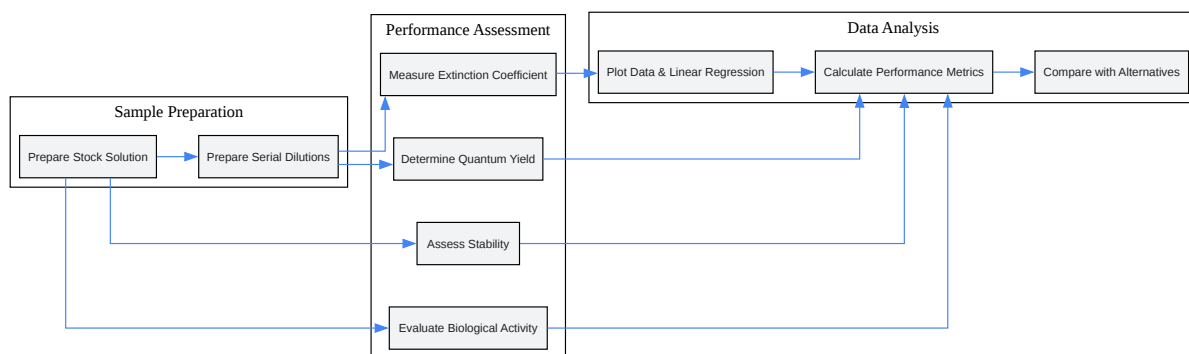 Sample Preparation
Prepare Stock Solution
Prepare Serial Dilutions
Performance Assessment
Measure Extinction Coefficient
Determine Quantum Yield
Assess Stability
Evaluate Biological Activity
Data Analysis
Plot Data & Linear Regression
Calculate Performance Metrics
Compare with Alternatives